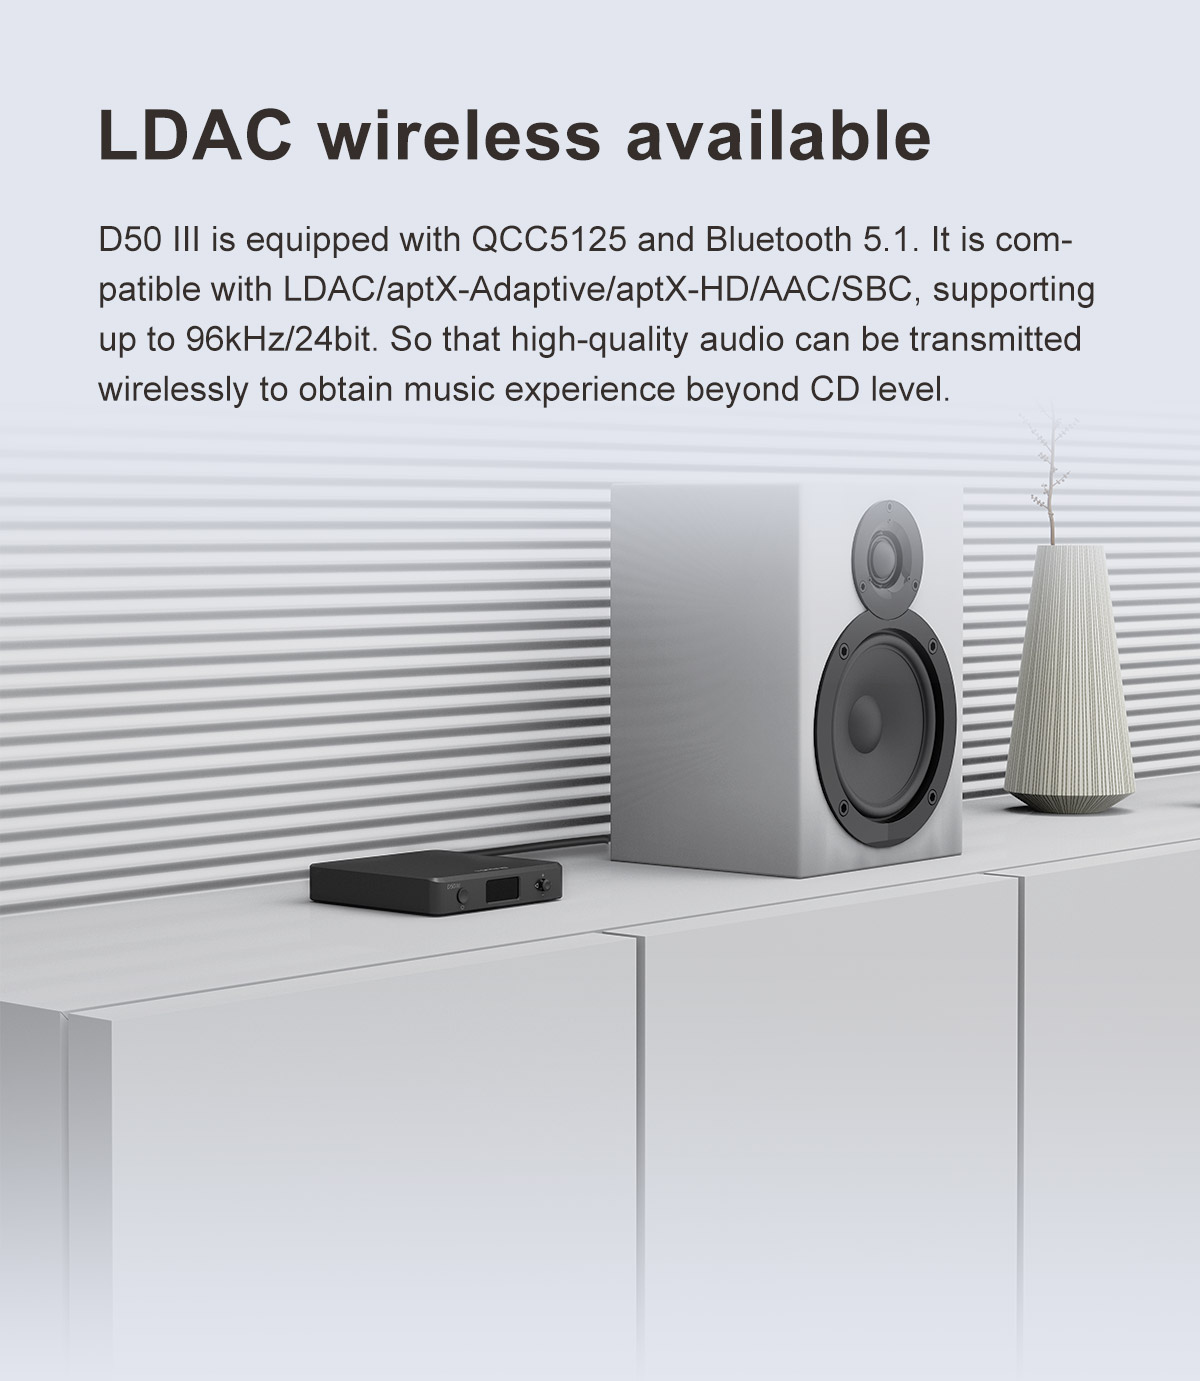 LDAC wireless available
D50 III is equipped with QCC5125 and Bluetooth 5.1. It is com-
patible with LDAC/aptX-Adaptive/aptX-HD/AAC/SBC, supporting
up to 96kHz/24bit. So that high-quality audio can be transmitted
wirelessly to obtain music experience beyond CD level.